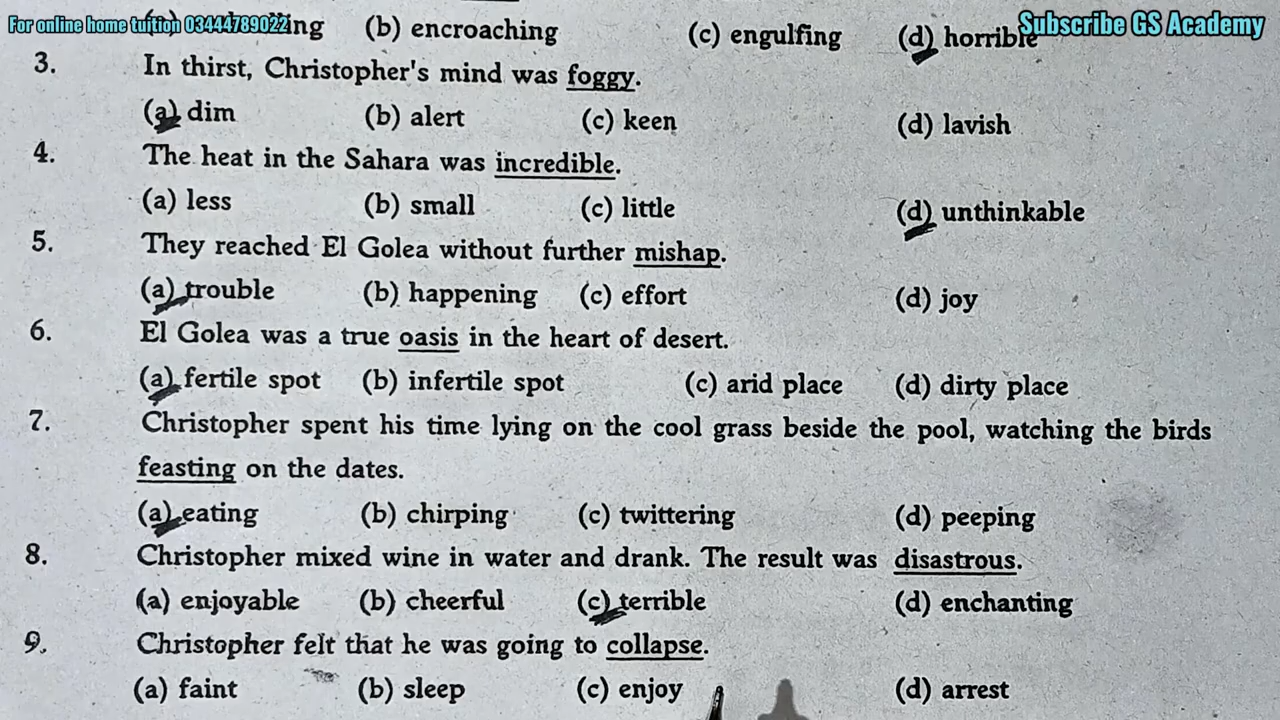 For online home tuition 03444789022 Subscribe GS Academy
(b) encroaching (c) engulfing (d) horrible
3. In thirst, Christopher's mind was foggy.
(a) dim (b) alert (c) keen (d) lavish
4. The heat in the Sahara was incredible.
(a) less (b) small (c) little (d) unthinkable
5. They reached El Golea without further mishap.
(a) trouble (b) happening (c) effort (d) joy
6. El Golea was a true oasis in the heart of desert.
(a) fertile spot (b) infertile spot (c) arid place (d) dirty place
7. Christopher spent his time lying on the cool grass beside the pool, watching the birds
feasting on the dates.
(a) eating (b) chirping (c) twittering (d) peeping
8. Christopher mixed wine in water and drank. The result was disastrous.
(a) enjoyable (b) cheerful (c) terrible (d) enchanting
9. Christopher felt that he was going to collapse.
(a) faint (b) sleep (c) enjoy (d) arrest